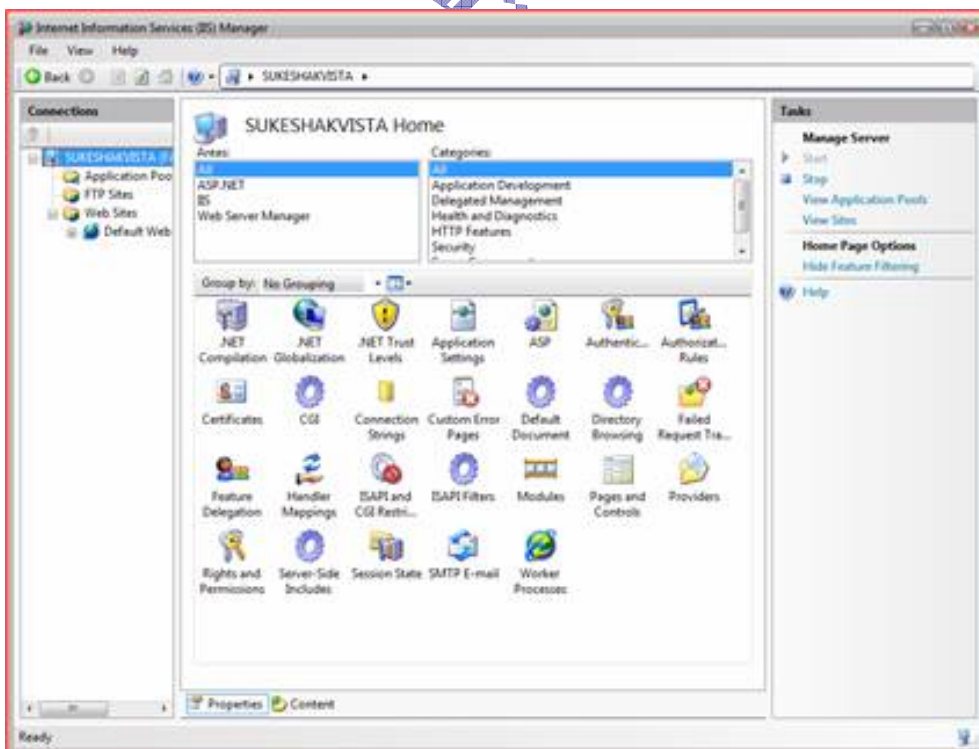 Internet Information Services (IIS) Manager
File View Help
Back
SUKESHAKVISTA
Connections
SUKESHAKVISTA
Application Poo
FTP Sites
Web Sites
Default Web
SUKESHAKVISTA Home
Areas:
All
ASP.NET
IIS
Web Server Manager
Categories:
All
Application Development
Delegated Management
Health and Diagnostics
HTTP Features
Security
Group by: No Grouping
.NET Compilation
.NET Globalization
.NET Trust Levels
Application Settings
ASP
Authentic...
Authorizat... Rules
Certificates
CGI
Connection Strings
Custom Error Pages
Default Document
Directory Browsing
Failed Request Tra...
Feature Delegation
Handler Mappings
ISAPI and CGI Restri...
ISAPI Filters
Modules
Pages and Controls
Providers
Rights and Permissions
Server-Side Includes
Session State
SMTP E-mail
Worker Processes
Properties
Content
Tasks
Manage Server
Start
Stop
View Application Pools
View Sites
Home Page Options
Hide Feature Filtering
Help
Ready